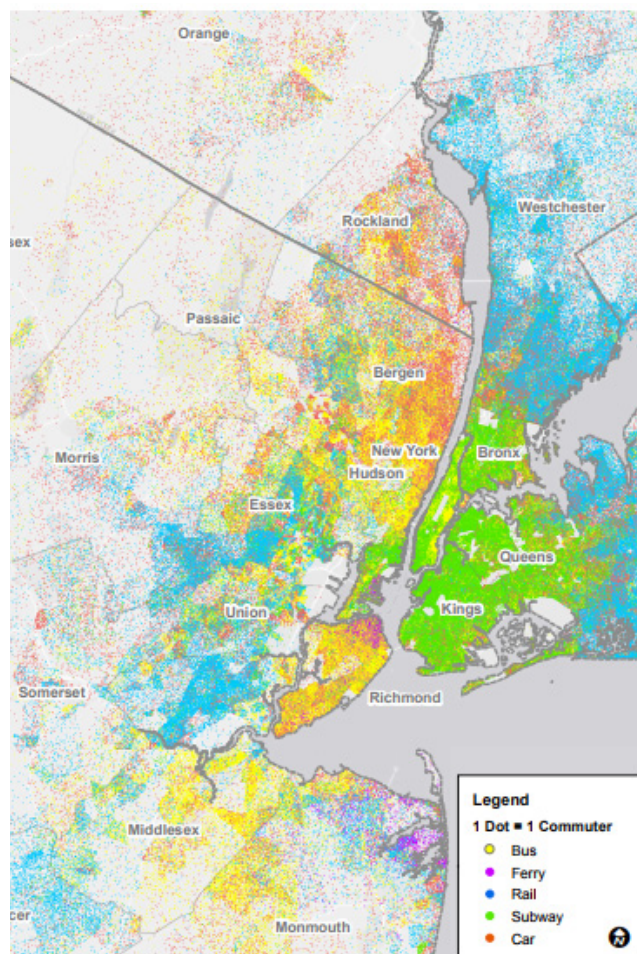 Orange
Rockland
Westchester
sex
Passaic
Bergen
Morris
New York
Bronx
Hudson
Essex
Queens
Union
Kings
Somerset
Richmond
Middlesex
cer
Monmouth
Legend
1 Dot = 1 Commuter
Bus
Ferry
Rail
Subway
Car
N